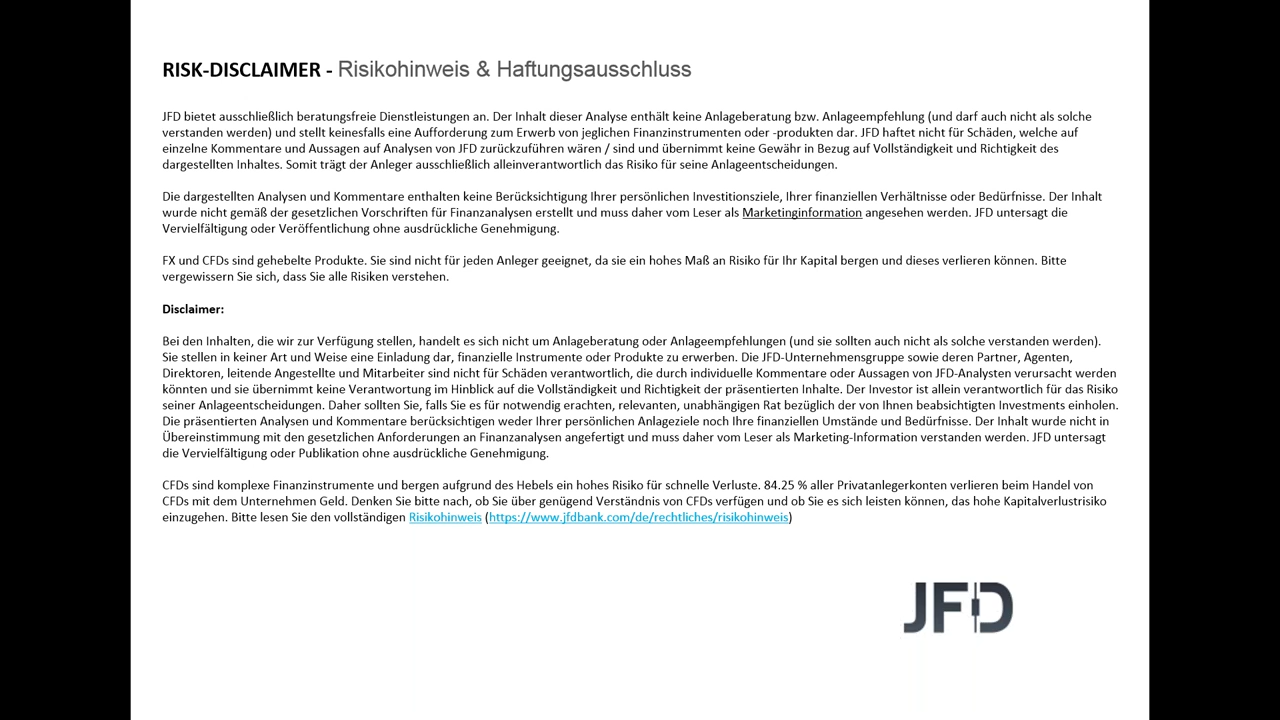 RISK-DISCLAIMER - Risikohinweis & Haftungsausschluss
JFD bietet ausschließlich beratungsfreie Dienstleistungen an. Der Inhalt dieser Analyse enthält keine Anlageberatung bzw. Anlageempfehlung (und darf auch nicht als solche
verstanden werden) und stellt keinesfalls eine Aufforderung zum Erwerb von jeglichen Finanzinstrumenten oder -produkten dar. JFD haftet nicht für Schäden, welche auf
einzelne Kommentare und Aussagen auf Analysen von JFD zurückzuführen wären / sind und übernimmt keine Gewähr in Bezug auf Vollständigkeit und Richtigkeit des
dargestellten Inhaltes. Somit trägt der Anleger ausschließlich alleinverantwortlich das Risiko für seine Anlageentscheidungen.
Die dargestellten Analysen und Kommentare enthalten keine Berücksichtigung Ihrer persönlichen Investitionsziele, Ihrer finanziellen Verhältnisse oder Bedürfnisse. Der Inhalt
wurde nicht gemäß der gesetzlichen Vorschriften für Finanzanalysen erstellt und muss daher vom Leser als Marketinginformation angesehen werden. JFD untersagt die
Vervielfältigung oder Veröffentlichung ohne ausdrückliche Genehmigung.
FX und CFDs sind gehebelte Produkte. Sie sind nicht für jeden Anleger geeignet, da sie ein hohes Maß an Risiko für Ihr Kapital bergen und dieses verlieren können. Bitte
vergewissern Sie sich, dass Sie alle Risiken verstehen.
Disclaimer:
Bei den Inhalten, die wir zur Verfügung stellen, handelt es sich nicht um Anlageberatung oder Anlageempfehlungen (und sie sollten auch nicht als solche verstanden werden).
Sie stellen in keiner Art und Weise eine Einladung dar, finanzielle Instrumente oder Produkte zu erwerben. Die JFD-Unternehmensgruppe sowie deren Partner, Agenten,
Direktoren, leitende Angestellte und Mitarbeiter sind nicht für Schäden verantwortlich, die durch individuelle Kommentare oder Aussagen von JFD-Analysten verursacht werden
könnten und sie übernimmt keine Verantwortung im Hinblick auf die Vollständigkeit und Richtigkeit der präsentierten Inhalte. Der Investor ist allein verantwortlich für das Risiko
seiner Anlageentscheidungen. Daher sollten Sie, falls Sie es für notwendig erachten, relevanten, unabhängigen Rat bezüglich der von Ihnen beabsichtigten Investments einholen.
Die präsentierten Analysen und Kommentare berücksichtigen weder Ihrer persönlichen Anlageziele noch Ihre finanziellen Umstände und Bedürfnisse. Der Inhalt wurde nicht in
Übereinstimmung mit den gesetzlichen Anforderungen an Finanzanalysen angefertigt und muss daher vom Leser als Marketing-Information verstanden werden. JFD untersagt
die Vervielfältigung oder Publikation ohne ausdrückliche Genehmigung.
CFDs sind komplexe Finanzinstrumente und bergen aufgrund des Hebels ein hohes Risiko für schnelle Verluste. 84.25 % aller Privatanlegerkonten verlieren beim Handel von
CFDs mit dem Unternehmen Geld. Denken Sie bitte nach, ob Sie über genügend Verständnis von CFDs verfügen und ob Sie es sich leisten können, das hohe Kapitalverlustrisiko
einzugehen. Bitte lesen Sie den vollständigen Risikohinweis (https://www.jfdbank.com/de/rechtliches/risikohinweis)
JFD